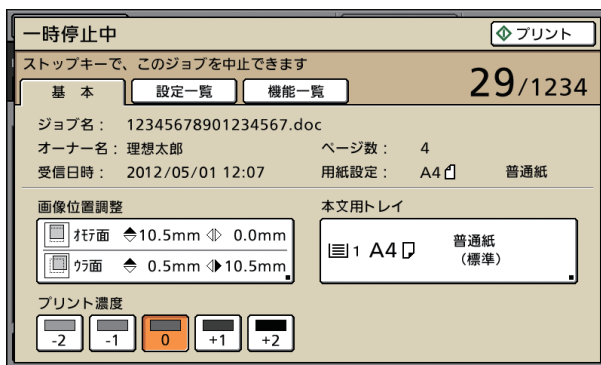 一時停止中
プリント
ストップキーで、このジョブを中止できます
29/1234
基 本
設定一覧
機能一覧
ジョブ名： 12345678901234567.doc
オーナー名： 理想太郎 ページ数： 4
受信日時： 2012/05/01 12:07 用紙設定： A4 普通紙
画像位置調整
本文用トレイ
オモテ面 10.5mm 0.0mm
ウラ面 0.5mm 10.5mm
1 A4 普通紙
（標準）
プリント濃度
-2 -1 0 +1 +2